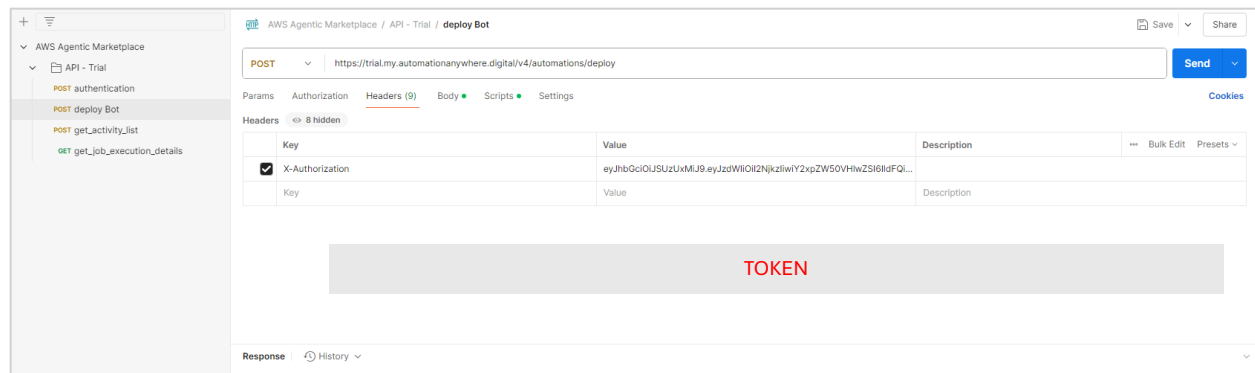 AWS Agentic Marketplace / API - Trial / deploy Bot
Save
Share
AWS Agentic Marketplace
API - Trial
POST authentication
POST deploy Bot
POST get_activity_list
GET get_job_execution_details
POST https://trial.my.automationanywhere.digital/v4/automations/deploy
Send
Params Authorization Headers (9) Body Scripts Settings
Cookies
Headers 8 hidden
Key Value Description ••• Bulk Edit Presets
X-Authorization
Key Value Description
TOKEN
Response History